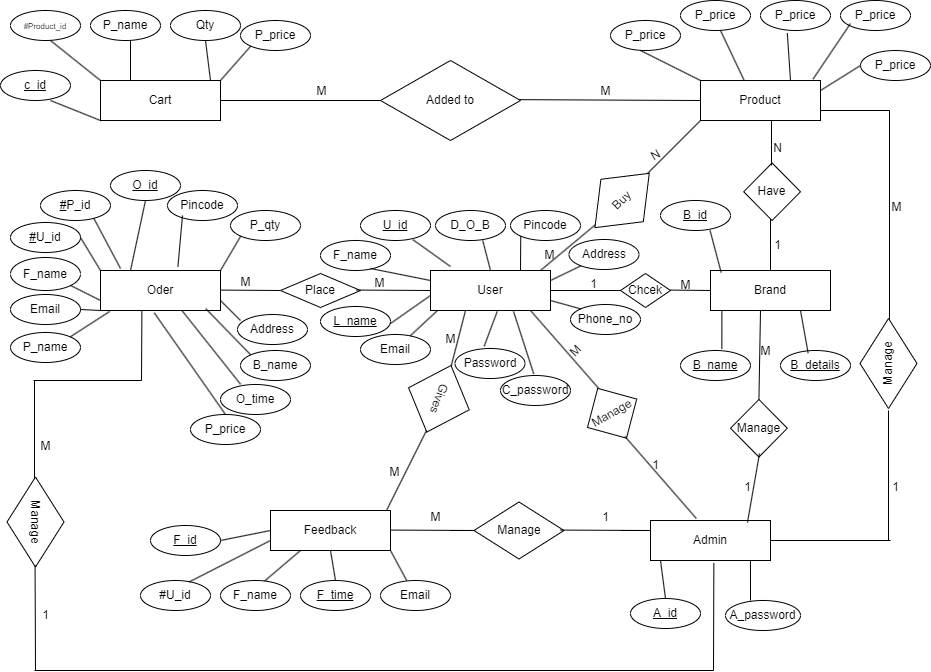 #Product_id
P_name
Qty
P_price
P_price
P_price
P_price
P_price
P_price
c_id
Cart
M
Added to
M
Product
O_id
#P_id
Pincode
#U_id
P_qty
F_name
Email
P_name
Oder
Address
B_name
O_time
P_price
M
Place
M
U_id
D_O_B
Pincode
F_name
Address
L_name
Email
User
Password
C_password
Phone_no
N
Buy
M
1
Chcek
M
N
Have
1
B_id
Brand
B_name
B_details
M
Manage
1
M
Manage
1
M
Gives
M
M
Manage
1
M
Manage
1
Feedback
M
Manage
1
Admin
F_id
#U_id
F_name
F_time
Email
A_id
A_password